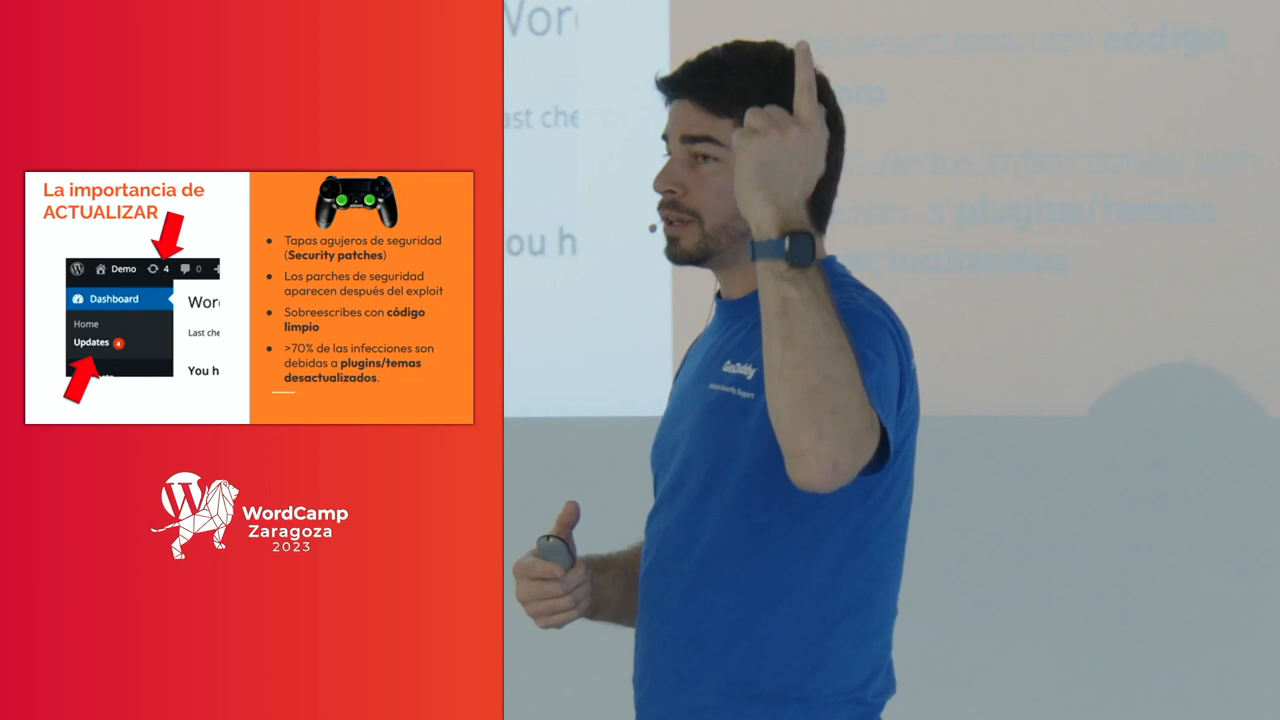 La importancia de
ACTUALIZAR
Demo
4
0
Dashboard
Home
Updates 4
Wor
Last che
You h
● Tapas agujeros de seguridad
(Security patches)
● Los parches de seguridad
aparecen después del exploit
● Sobreescribes con código
limpio
● >70% de las infecciones son
debidas a plugins/temas
desactualizados.
WordCamp
Zaragoza
2023
Wor
ast che
ou h
código
plugins/temas
GoDaddy